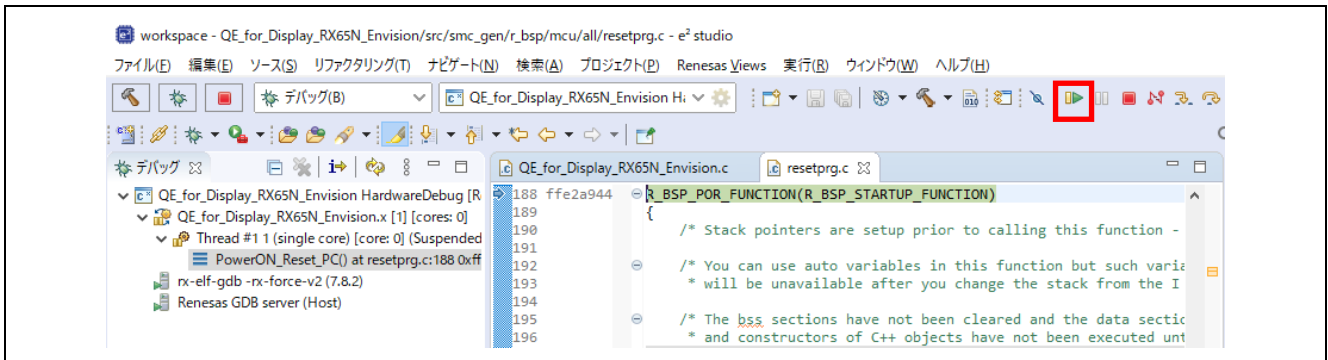 workspace - QE_for_Display_RX65N_Envision/src/smc_gen/r_bsp/mcu/all/resetprg.c - e² studio
ファイル(F) 編集(E) ソース(S) リファクタリング(T) ナビゲート(N) 検索(A) プロジェクト(P) Renesas Views 実行(R) ウィンドウ(W) ヘルプ(H)
デバッグ(B) QE_for_Display_RX65N_Envision Ha
デバッグ QE_for_Display_RX65N_Envision.c resetprg.c
QE_for_Display_RX65N_Envision HardwareDebug [R
QE_for_Display_RX65N_Envision.x [1] [cores: 0]
Thread #1 1 (single core) [core: 0] (Suspended
PowerON_Reset_PC() at resetprg.c:188 0xff
rx-elf-gdb -rx-force-v2 (7.8.2)
Renesas GDB server (Host)
188 ffe2a944 R_BSP_POR_FUNCTION(R_BSP_STARTUP_FUNCTION)
189 {
190 /* Stack pointers are setup prior to calling this function -
191
192 /* You can use auto variables in this function but such varia
193 * will be unavailable after you change the stack from the I
194
195 /* The bss sections have not been cleared and the data sectio
196 * and constructors of C++ objects have not been executed unt